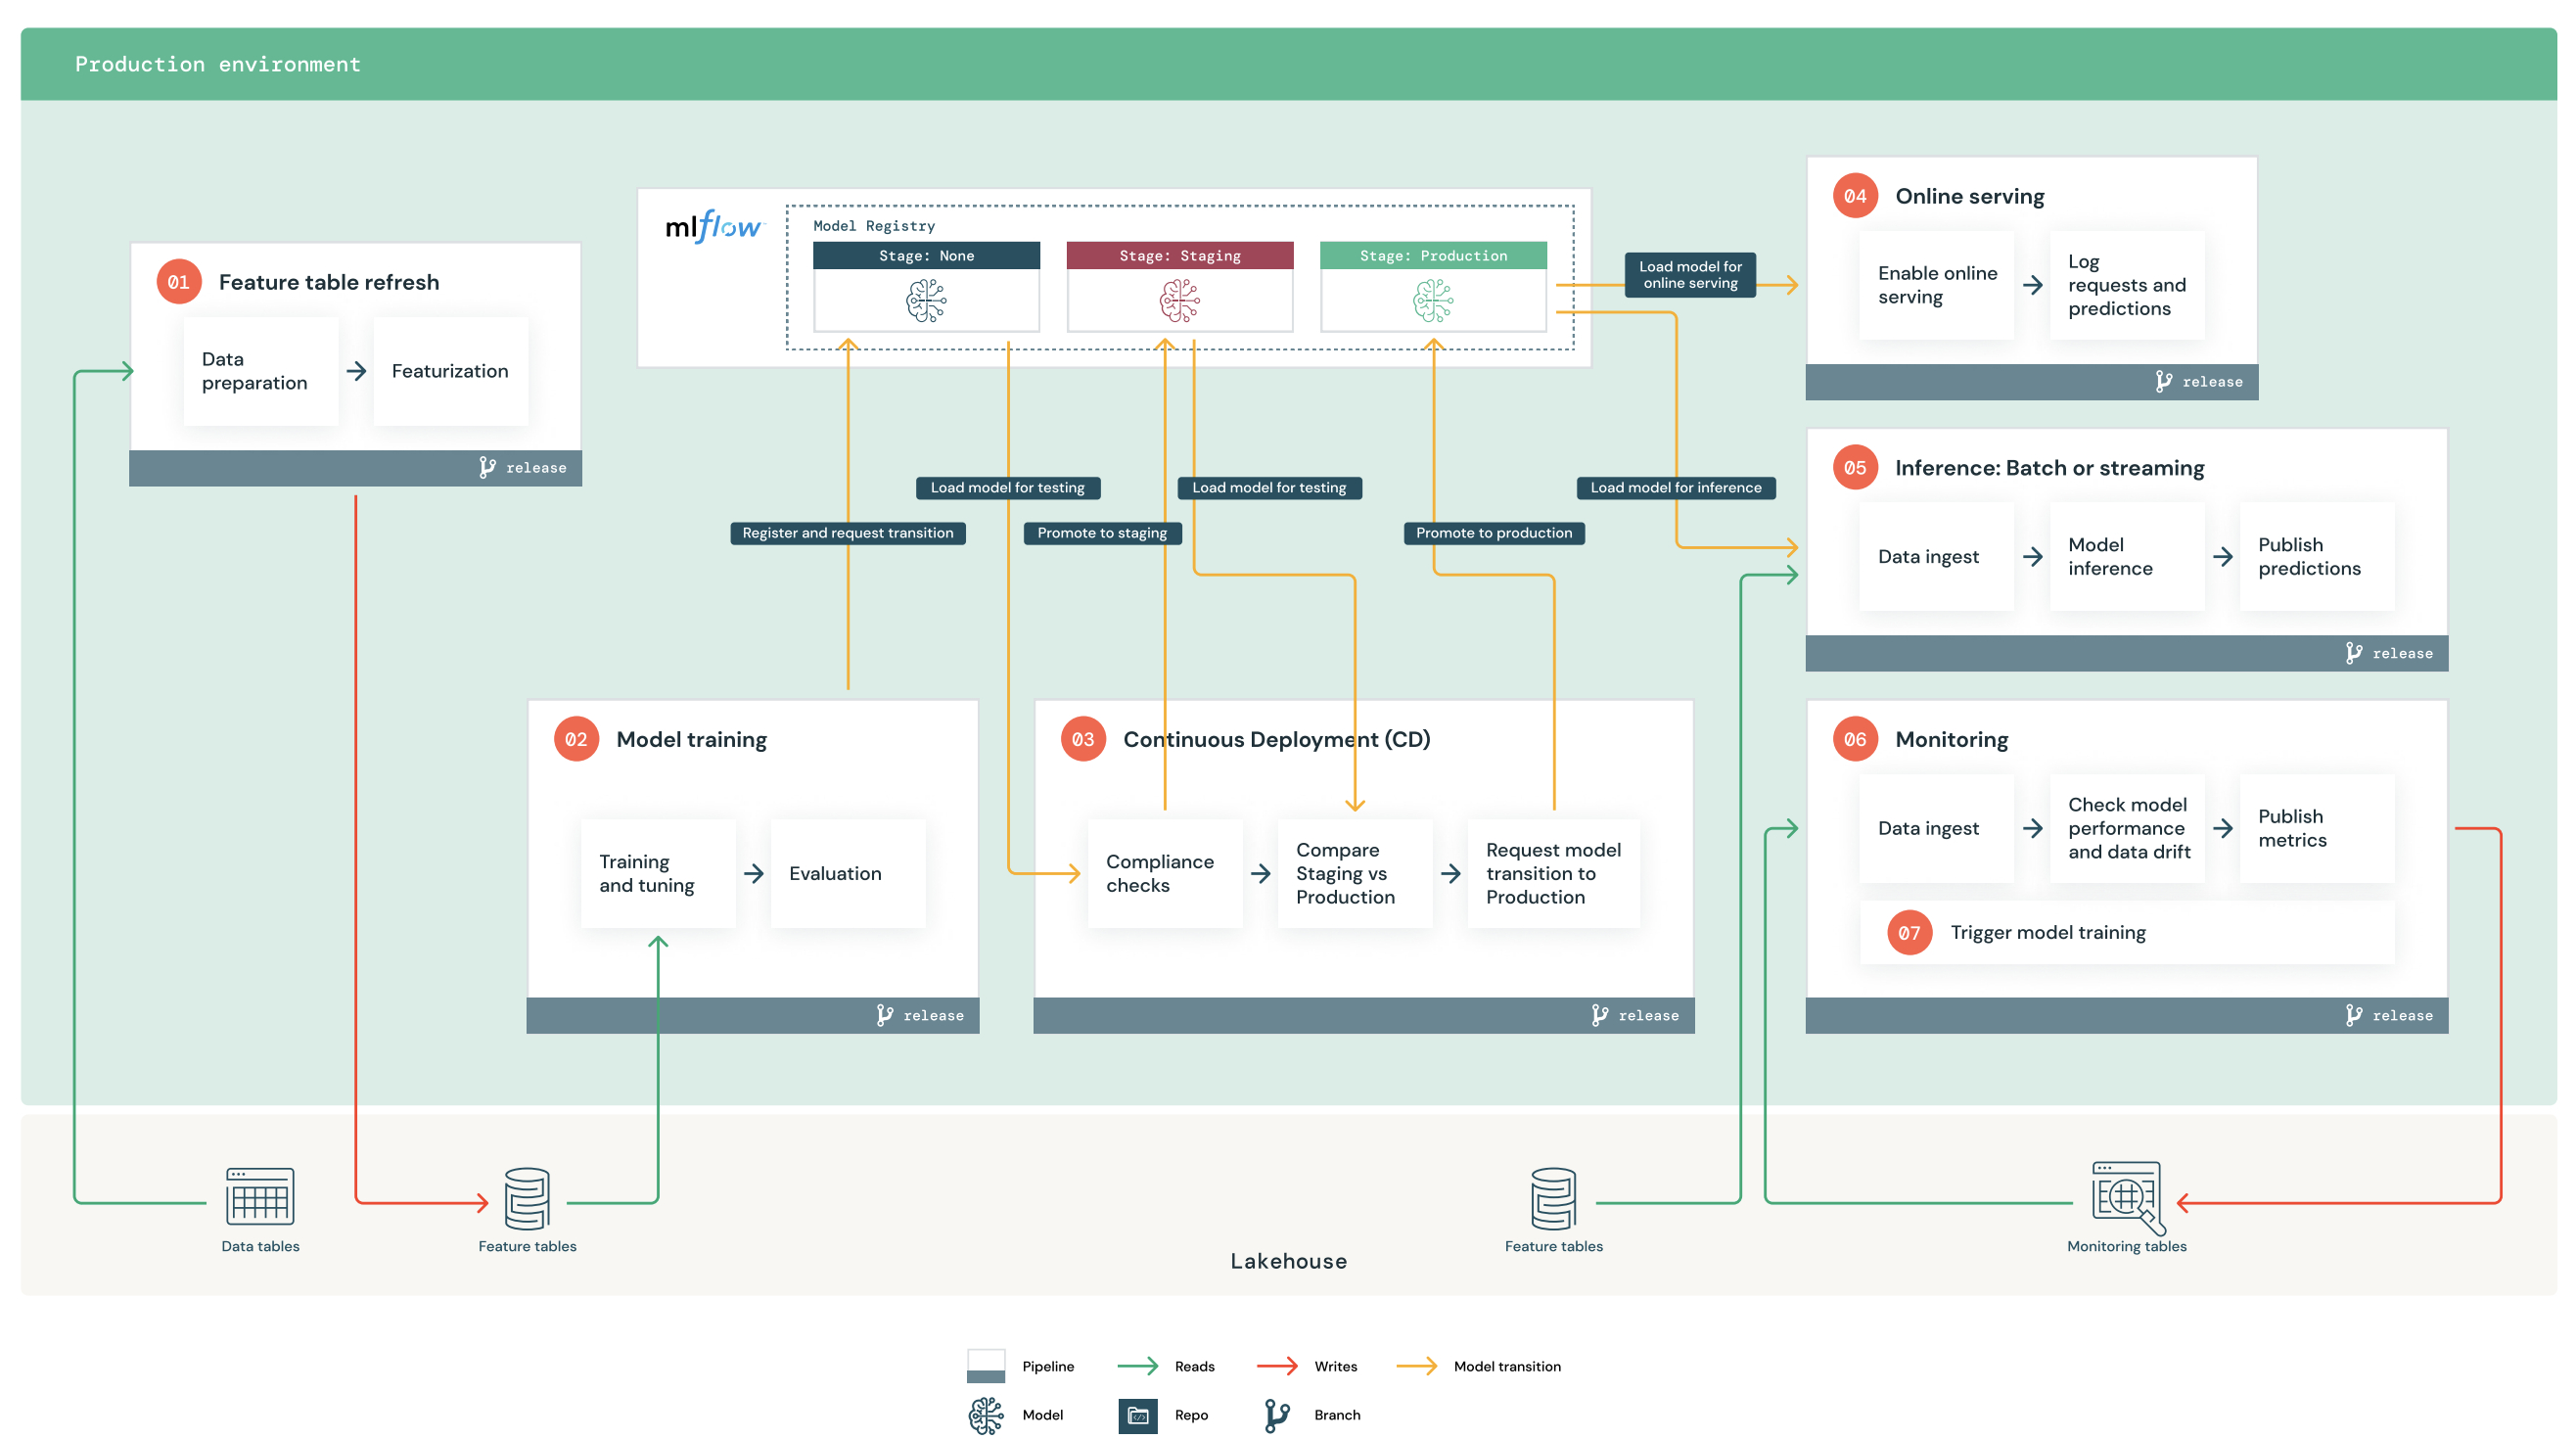 Production environment
01
Feature table refresh
Data
preparation
Featurization
release
mlflow
Model Registry
Stage: None
Stage: Staging
Stage: Production
Load model for
online serving
04
Online serving
Enable online
serving
Log
requests and
predictions
release
Load model for testing
Load model for testing
Load model for inference
Register and request transition
Promote to staging
Promote to production
05
Inference: Batch or streaming
Data ingest
Model
inference
Publish
predictions
release
02
Model training
Training
and tuning
Evaluation
release
03
Continuous Deployment (CD)
Compliance
checks
Compare
Staging vs
Production
Request model
transition to
Production
release
06
Monitoring
Data ingest
Check model
performance
and data drift
Publish
metrics
07
Trigger model training
release
Data tables
Feature tables
Feature tables
Monitoring tables
Lakehouse
Pipeline
Reads
Writes
Model transition
Model
Repo
Branch